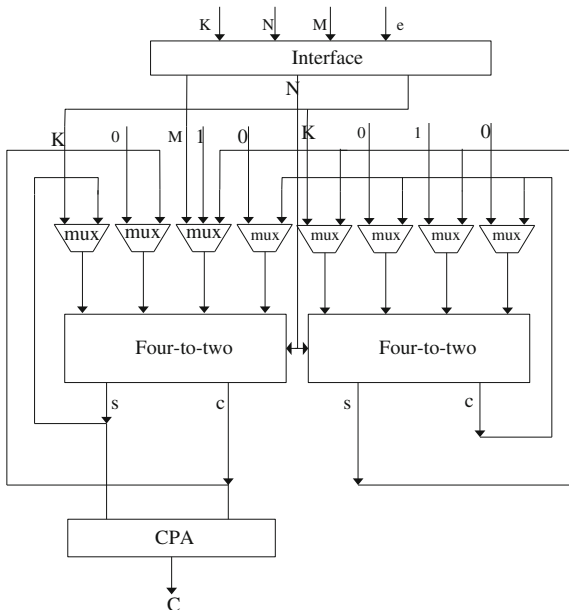 K N M e
Interface
N
K 0 M 1 0 K 0 1 0
mux mux mux mux mux mux mux mux
Four-to-two Four-to-two
s c s c
CPA
C